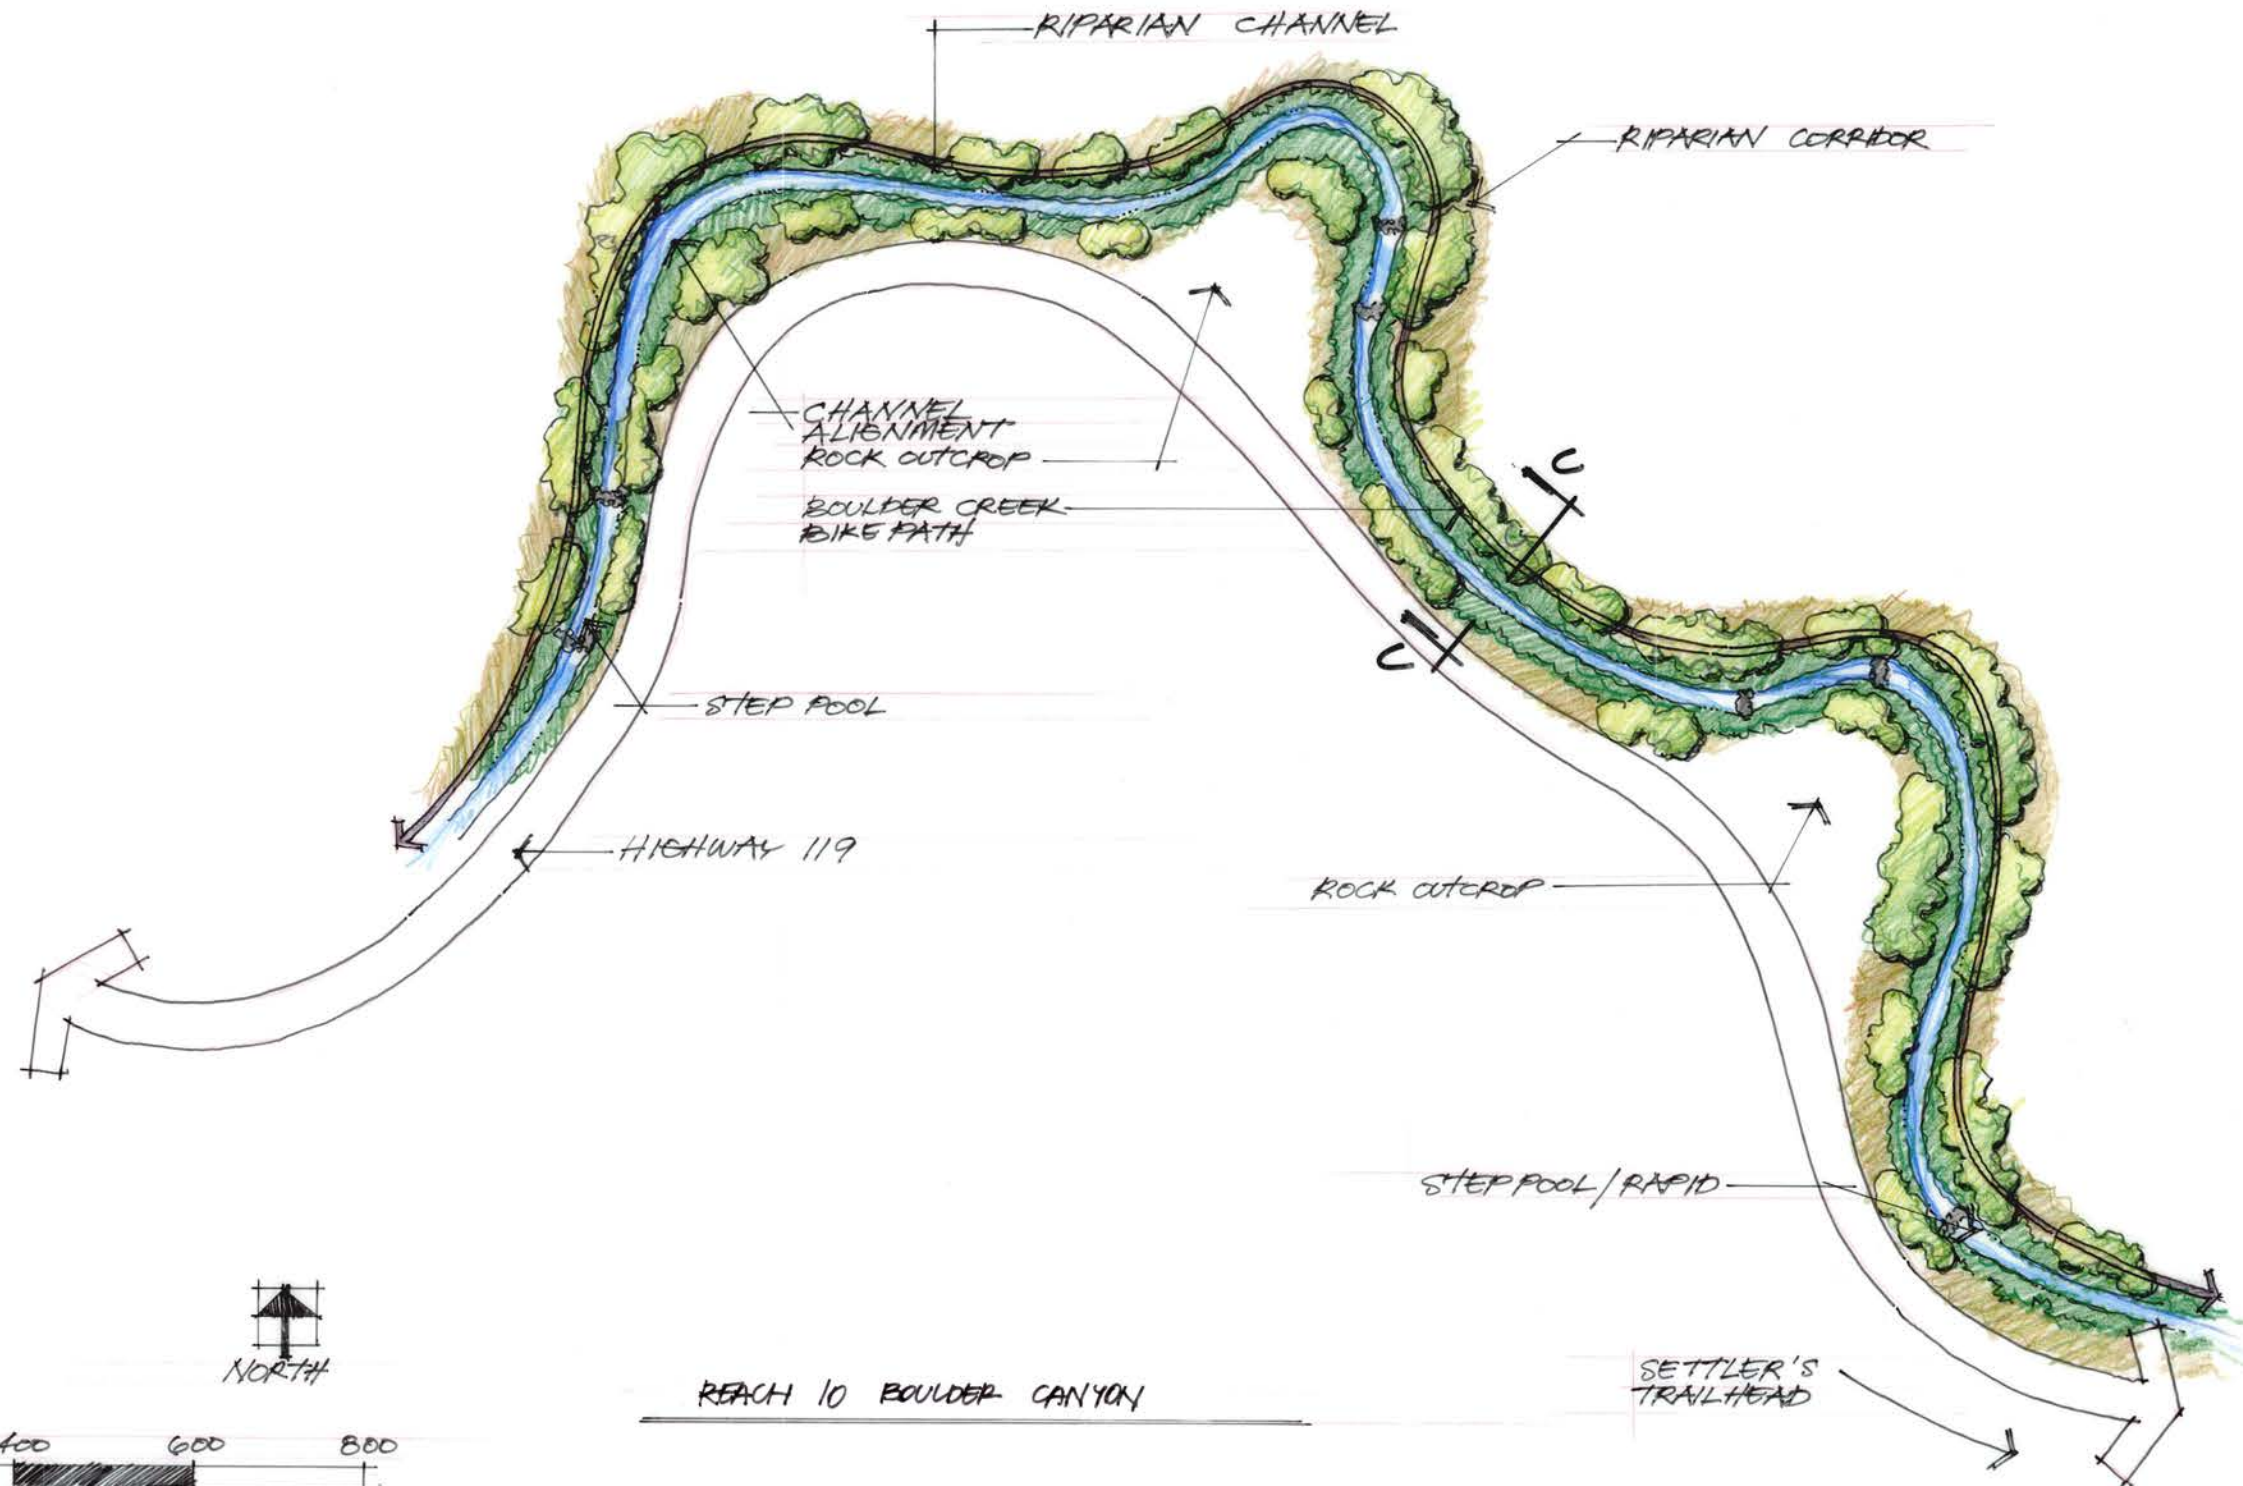 RIPARIAN CHANNEL
RIPARIAN CORRIDOR
CHANNEL
ALIGNMENT
ROCK OUTCROP
BOULDER CREEK
BIKE PATH
C
C
STEP POOL
HIGHWAY 119
ROCK OUTCROP
STEP POOL/RAPID
NORTH
REACH 10 BOULDER CANYON
SETTLER'S
TRAILHEAD
400 600 800